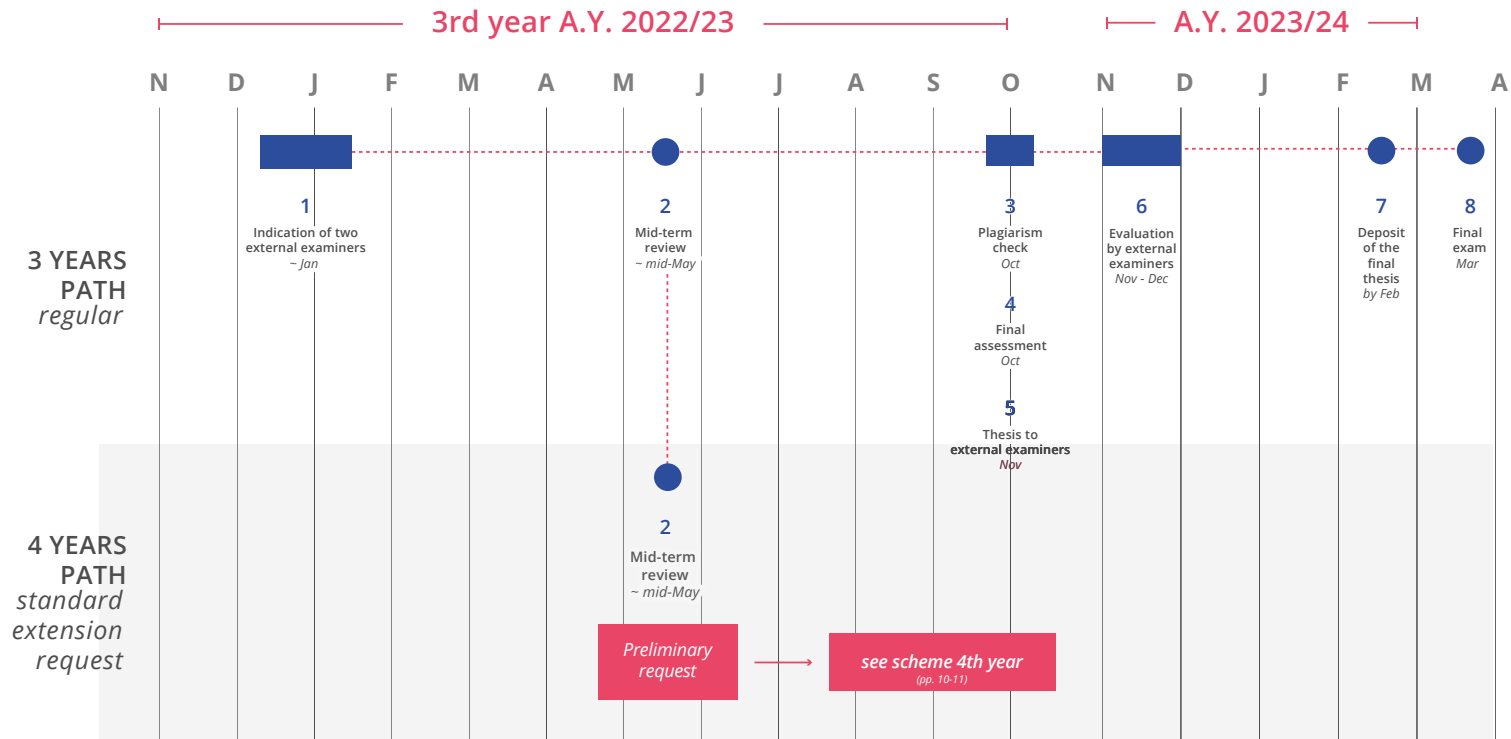 3rd year A.Y. 2022/23
A.Y. 2023/24
N D J F M A M J J A S O N D J F M A
3 YEARS
PATH
regular
1
Indication of two
external examiners
~ Jan
2
Mid-term
review
~ mid-May
3
Plagiarism
check
Oct
4
Final
assessment
Oct
5
Thesis to
external examiners
Nov
6
Evaluation
by external
examiners
Nov - Dec
7
Deposit
of the
final
thesis
by Feb
8
Final
exam
Mar
4 YEARS
PATH
standard
extension
request
2
Mid-term
review
~ mid-May
Preliminary
request
see scheme 4th year
(pp. 10-11)